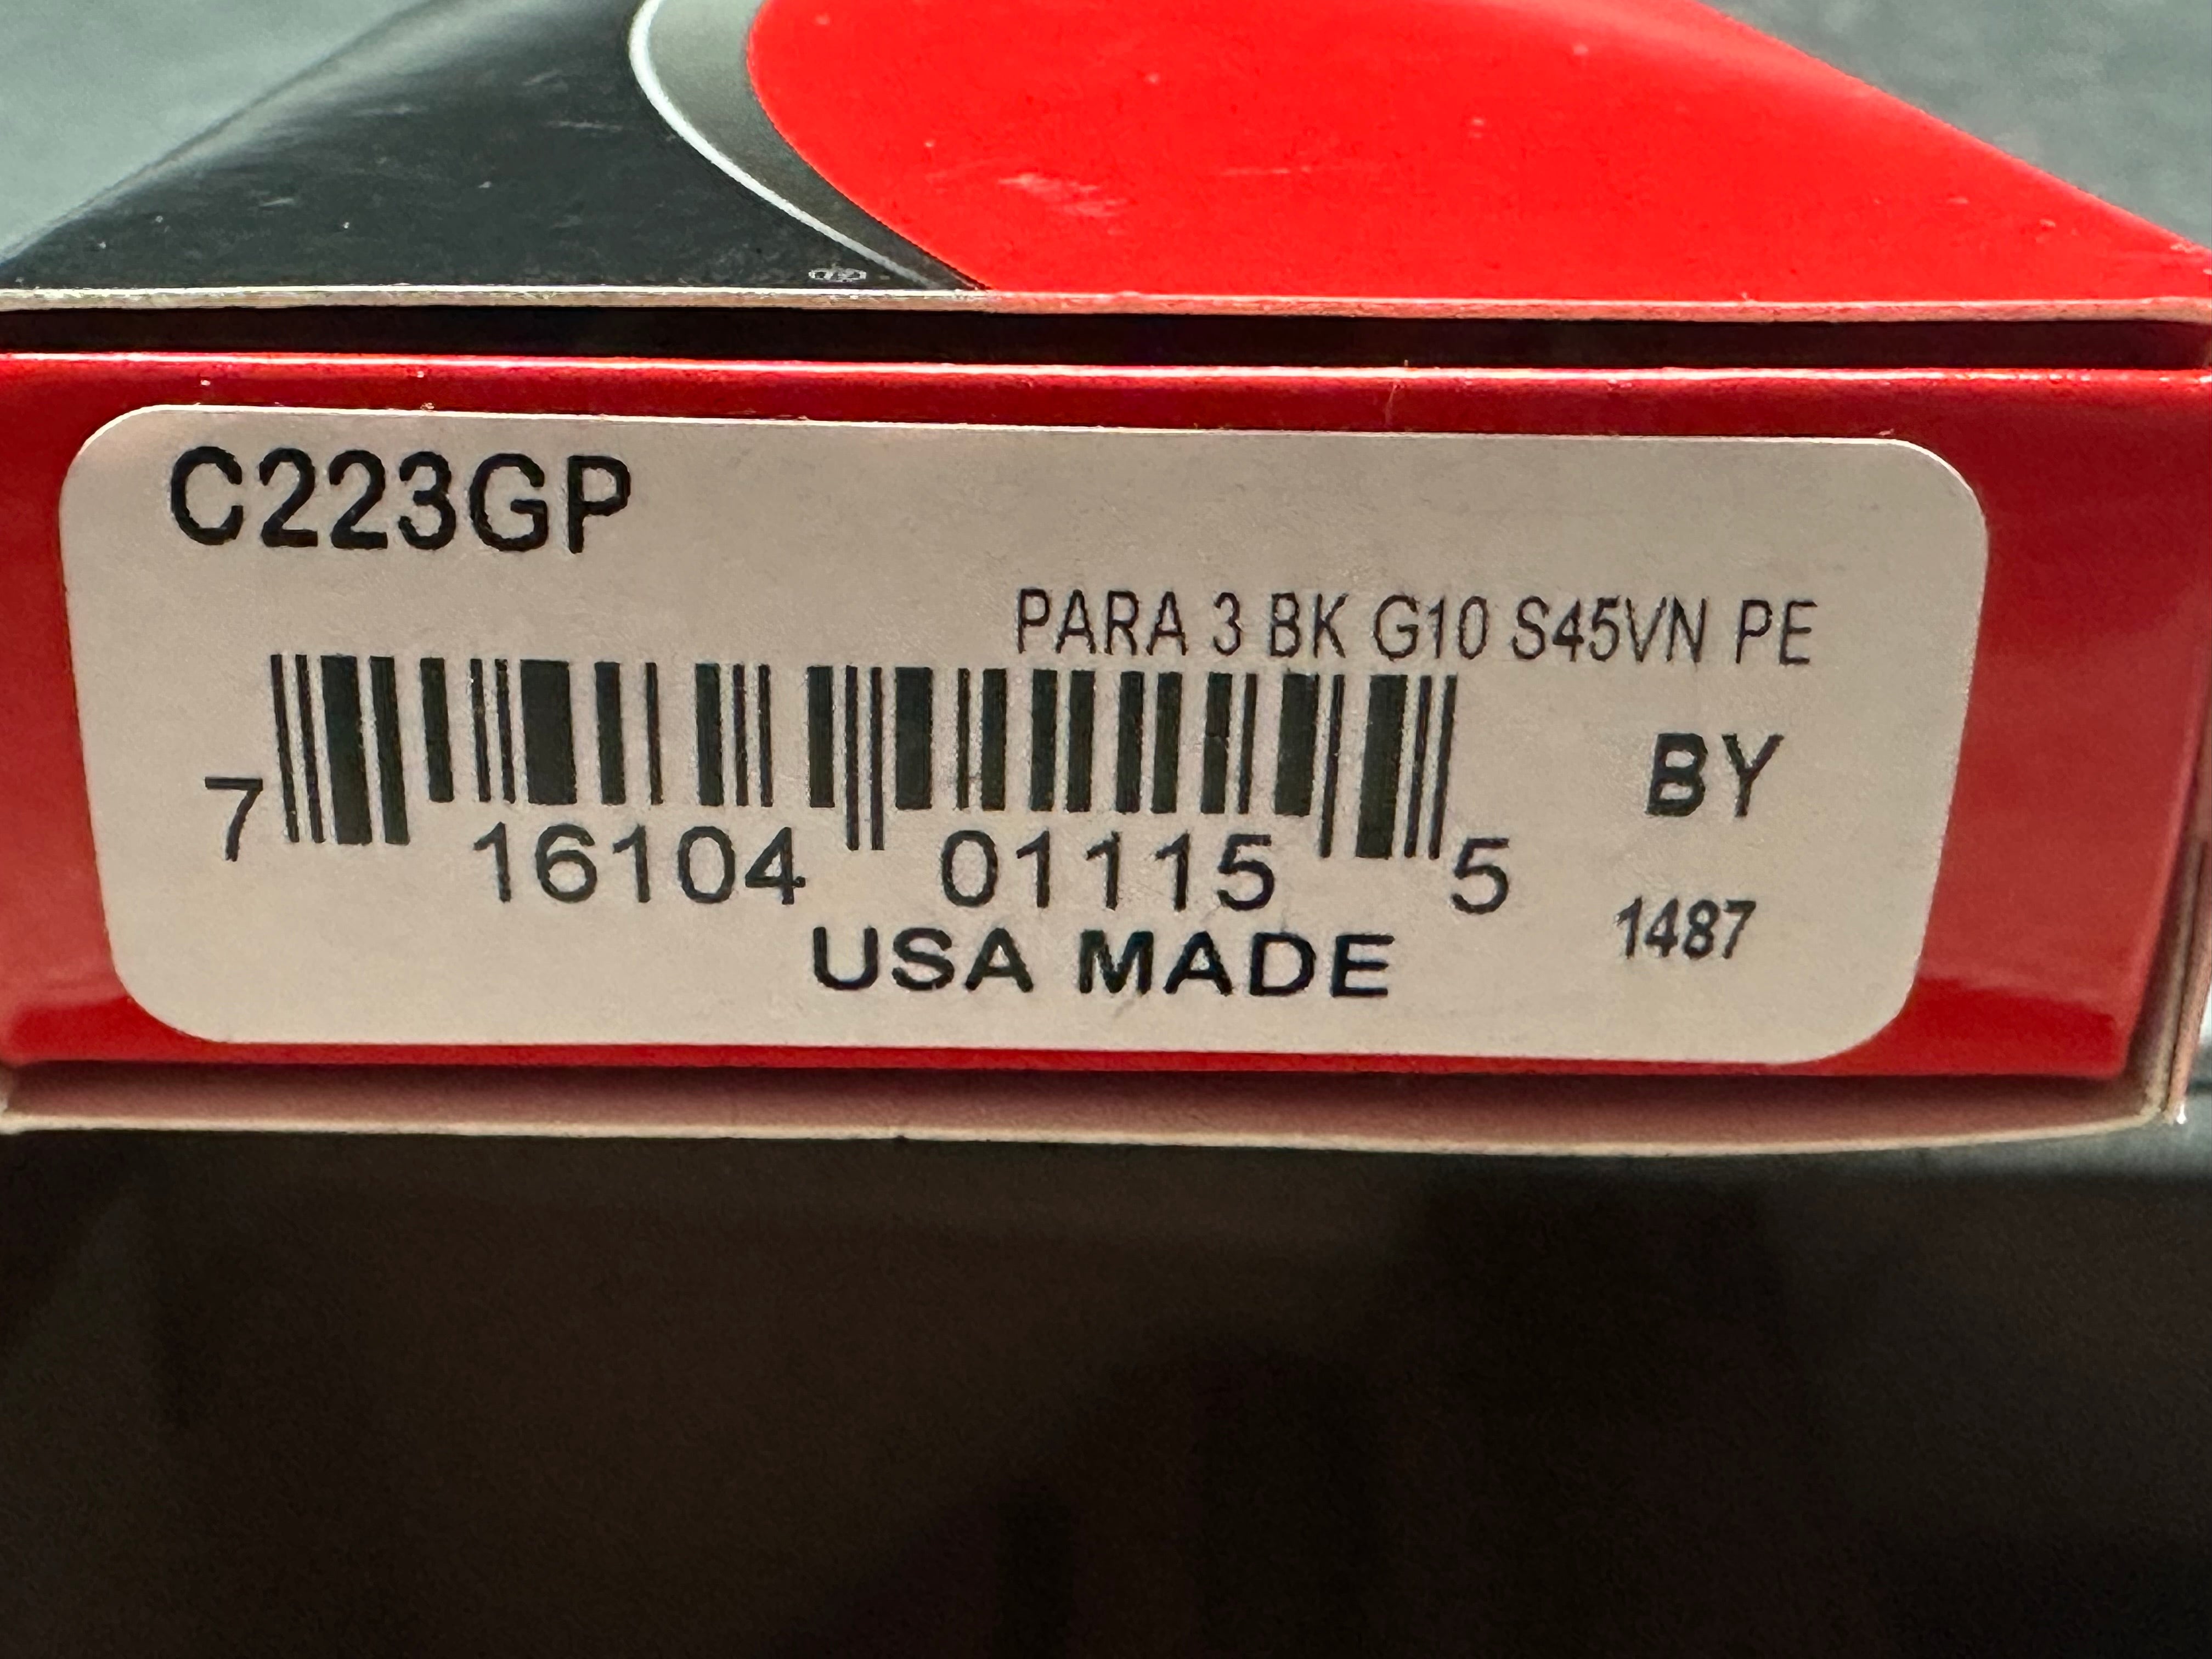 C223GP
PARA 3 BK G10 S45VN PE
BY
7 16104 01115 5
1487
USA MADE